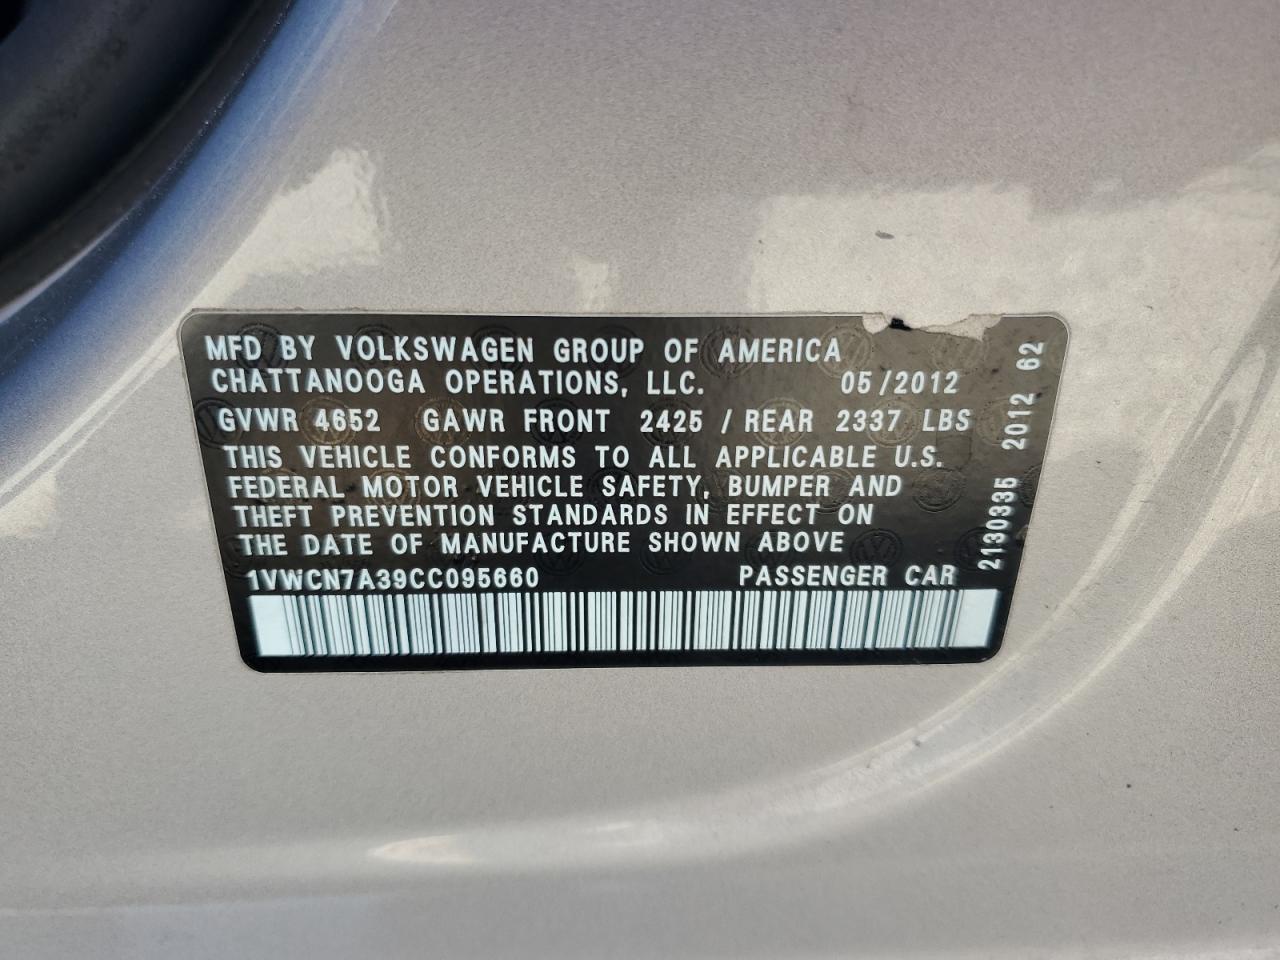 MFD BY VOLKSWAGEN GROUP OF AMERICA
CHATTANOOGA OPERATIONS, LLC. 05/2012
GVWR 4652 GAWR FRONT 2425 / REAR 2337 LBS
THIS VEHICLE CONFORMS TO ALL APPLICABLE U.S.
FEDERAL MOTOR VEHICLE SAFETY, BUMPER AND
THEFT PREVENTION STANDARDS IN EFFECT ON
THE DATE OF MANUFACTURE SHOWN ABOVE
1VWCN7A39CC095660 PASSENGER CAR
2130335 2012 62